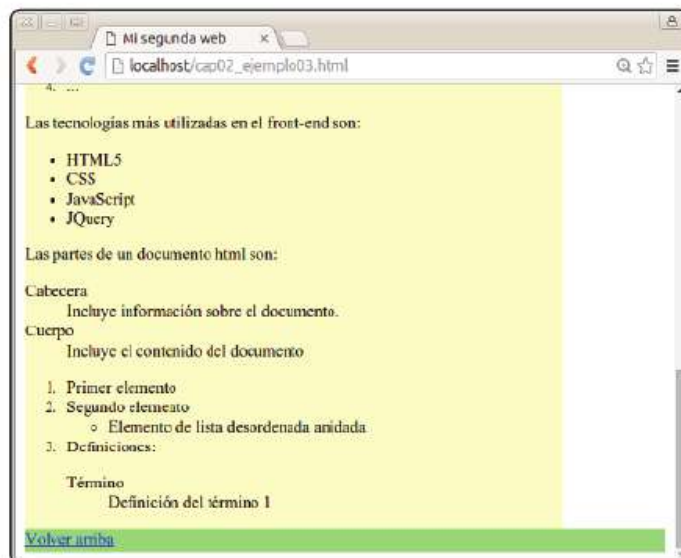 Mi segunda web
localhost/cap02_ejemplo03.html
4. ...
Las tecnologías más utilizadas en el front-end son:
• HTML5
• CSS
• JavaScript
• JQuery
Las partes de un documento html son:
Cabecera
Incluye información sobre el documento.
Cuerpo
Incluye el contenido del documento
1. Primer elemento
2. Segundo elemento
◦ Elemento de lista desordenada anidada
3. Definiciones:
Término
Definición del término 1
Volver arriba